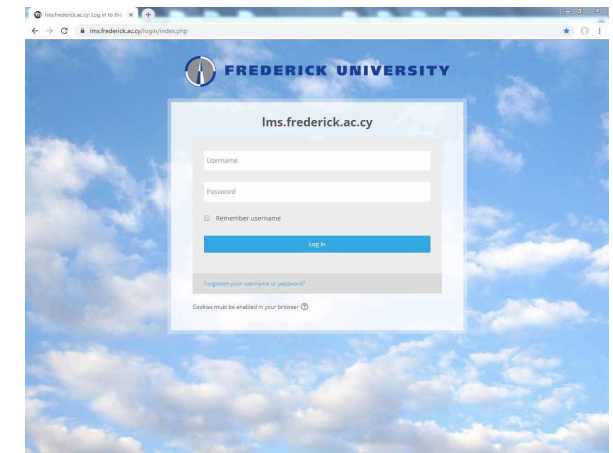 lms.frederick.ac.cy: Log in to the
lms.frederick.ac.cy/login/index.php
FREDERICK UNIVERSITY
lms.frederick.ac.cy
Username
Password
Remember username
Log in
Forgotten your username or password?
Cookies must be enabled in your browser